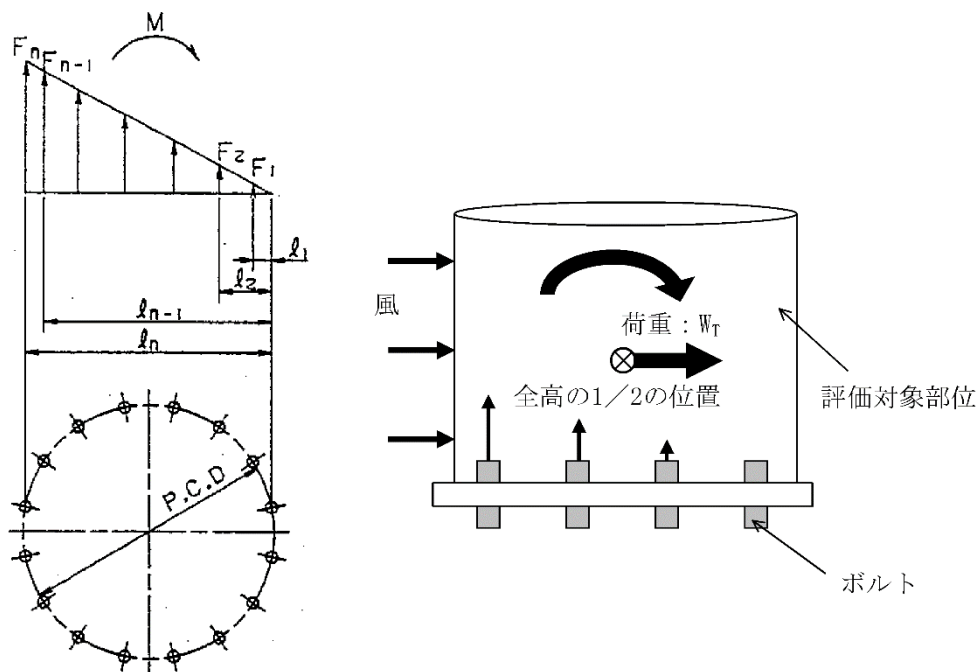 M
Fn
Fn-1
F2
F1
ℓ1
ℓ2
ℓn-1
ℓn
P.C.D
風
荷重：WT
全高の1／2の位置
評価対象部位
ボルト